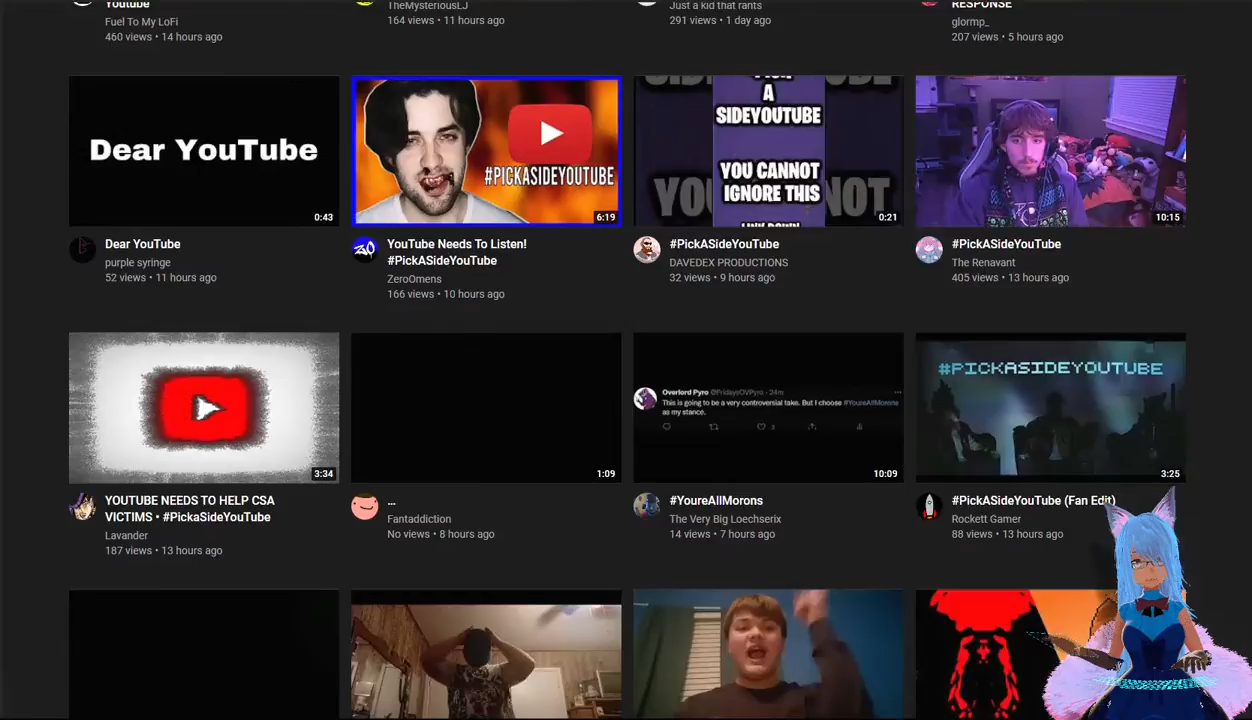 Youtube
Fuel To My LoFi
460 views • 14 hours ago
TheMysteriousLJ
164 views • 11 hours ago
Just a kid that rants
291 views • 1 day ago
RESPONSE
glormp_
207 views • 5 hours ago
Dear YouTube
0:43
#PICKASIDEYOUTUBE
6:19
PICK
A
SIDEYOUTUBE
YOU CANNOT
IGNORE THIS
LINK DOWN
0:21
10:15
Dear YouTube
purple syringe
52 views • 11 hours ago
YouTube Needs To Listen!
#PickASideYouTube
ZeroOmens
166 views • 10 hours ago
#PickASideYouTube
DAVEDEX PRODUCTIONS
32 views • 9 hours ago
#PickASideYouTube
The Renavant
405 views • 13 hours ago
3:34
1:09
Overlord Pyro @FridaysOVPyro · 24m
This is going to be a very controversial take. But I choose #YoureAllMorons
as my stance.
10:09
#PICKASIDEYOUTUBE
3:25
YOUTUBE NEEDS TO HELP CSA
VICTIMS • #PickaSideYouTube
Lavander
187 views • 13 hours ago
...
Fantaddiction
No views • 8 hours ago
#YoureAllMorons
The Very Big Loechserix
14 views • 7 hours ago
#PickASideYouTube (Fan Edit)
Rockett Gamer
88 views • 13 hours ago